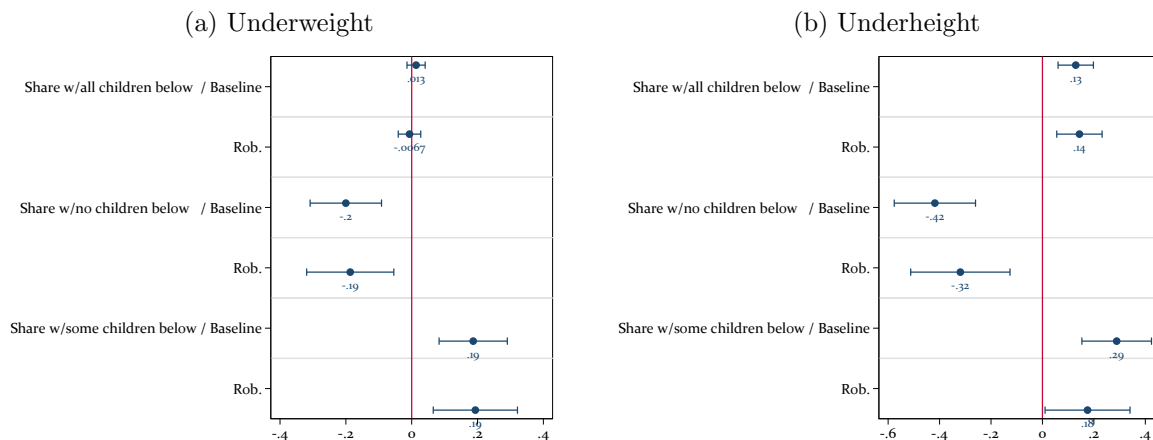 (a) Underweight
Share w/all children below / Baseline
.013
Rob.
-.0067
Share w/no children below / Baseline
-.2
Rob.
-.19
Share w/some children below / Baseline
.19
Rob.
.19
-.4 -.2 0 .2 .4
(b) Underheight
Share w/all children below / Baseline
.13
Rob.
.14
Share w/no children below / Baseline
-.42
Rob.
-.32
Share w/some children below / Baseline
.29
Rob.
.18
-.6 -.4 -.2 0 .2 .4